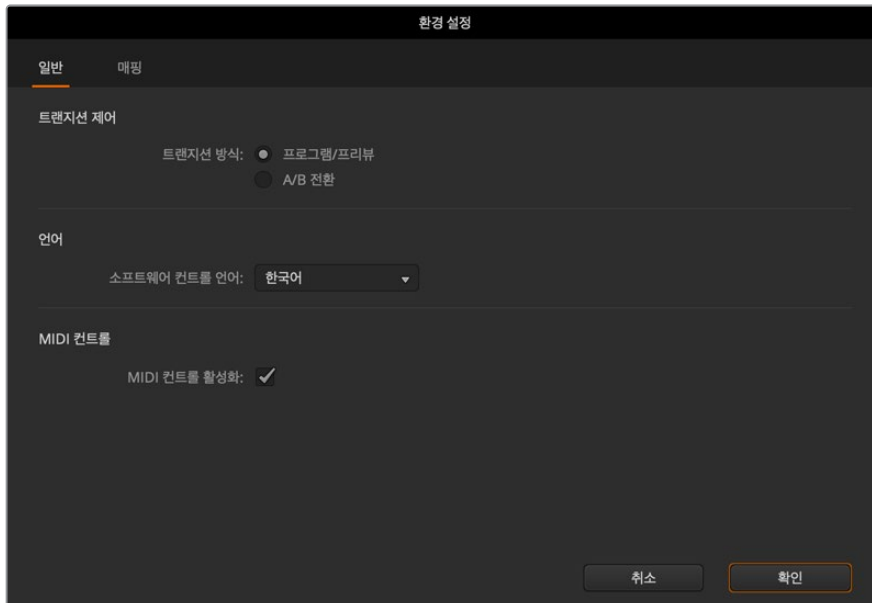 환경 설정
일반 매핑
트랜지션 제어
트랜지션 방식: 프로그램/프리뷰
A/B 전환
언어
소프트웨어 컨트롤 언어: 한국어
MIDI 컨트롤
MIDI 컨트롤 활성화:
취소 확인